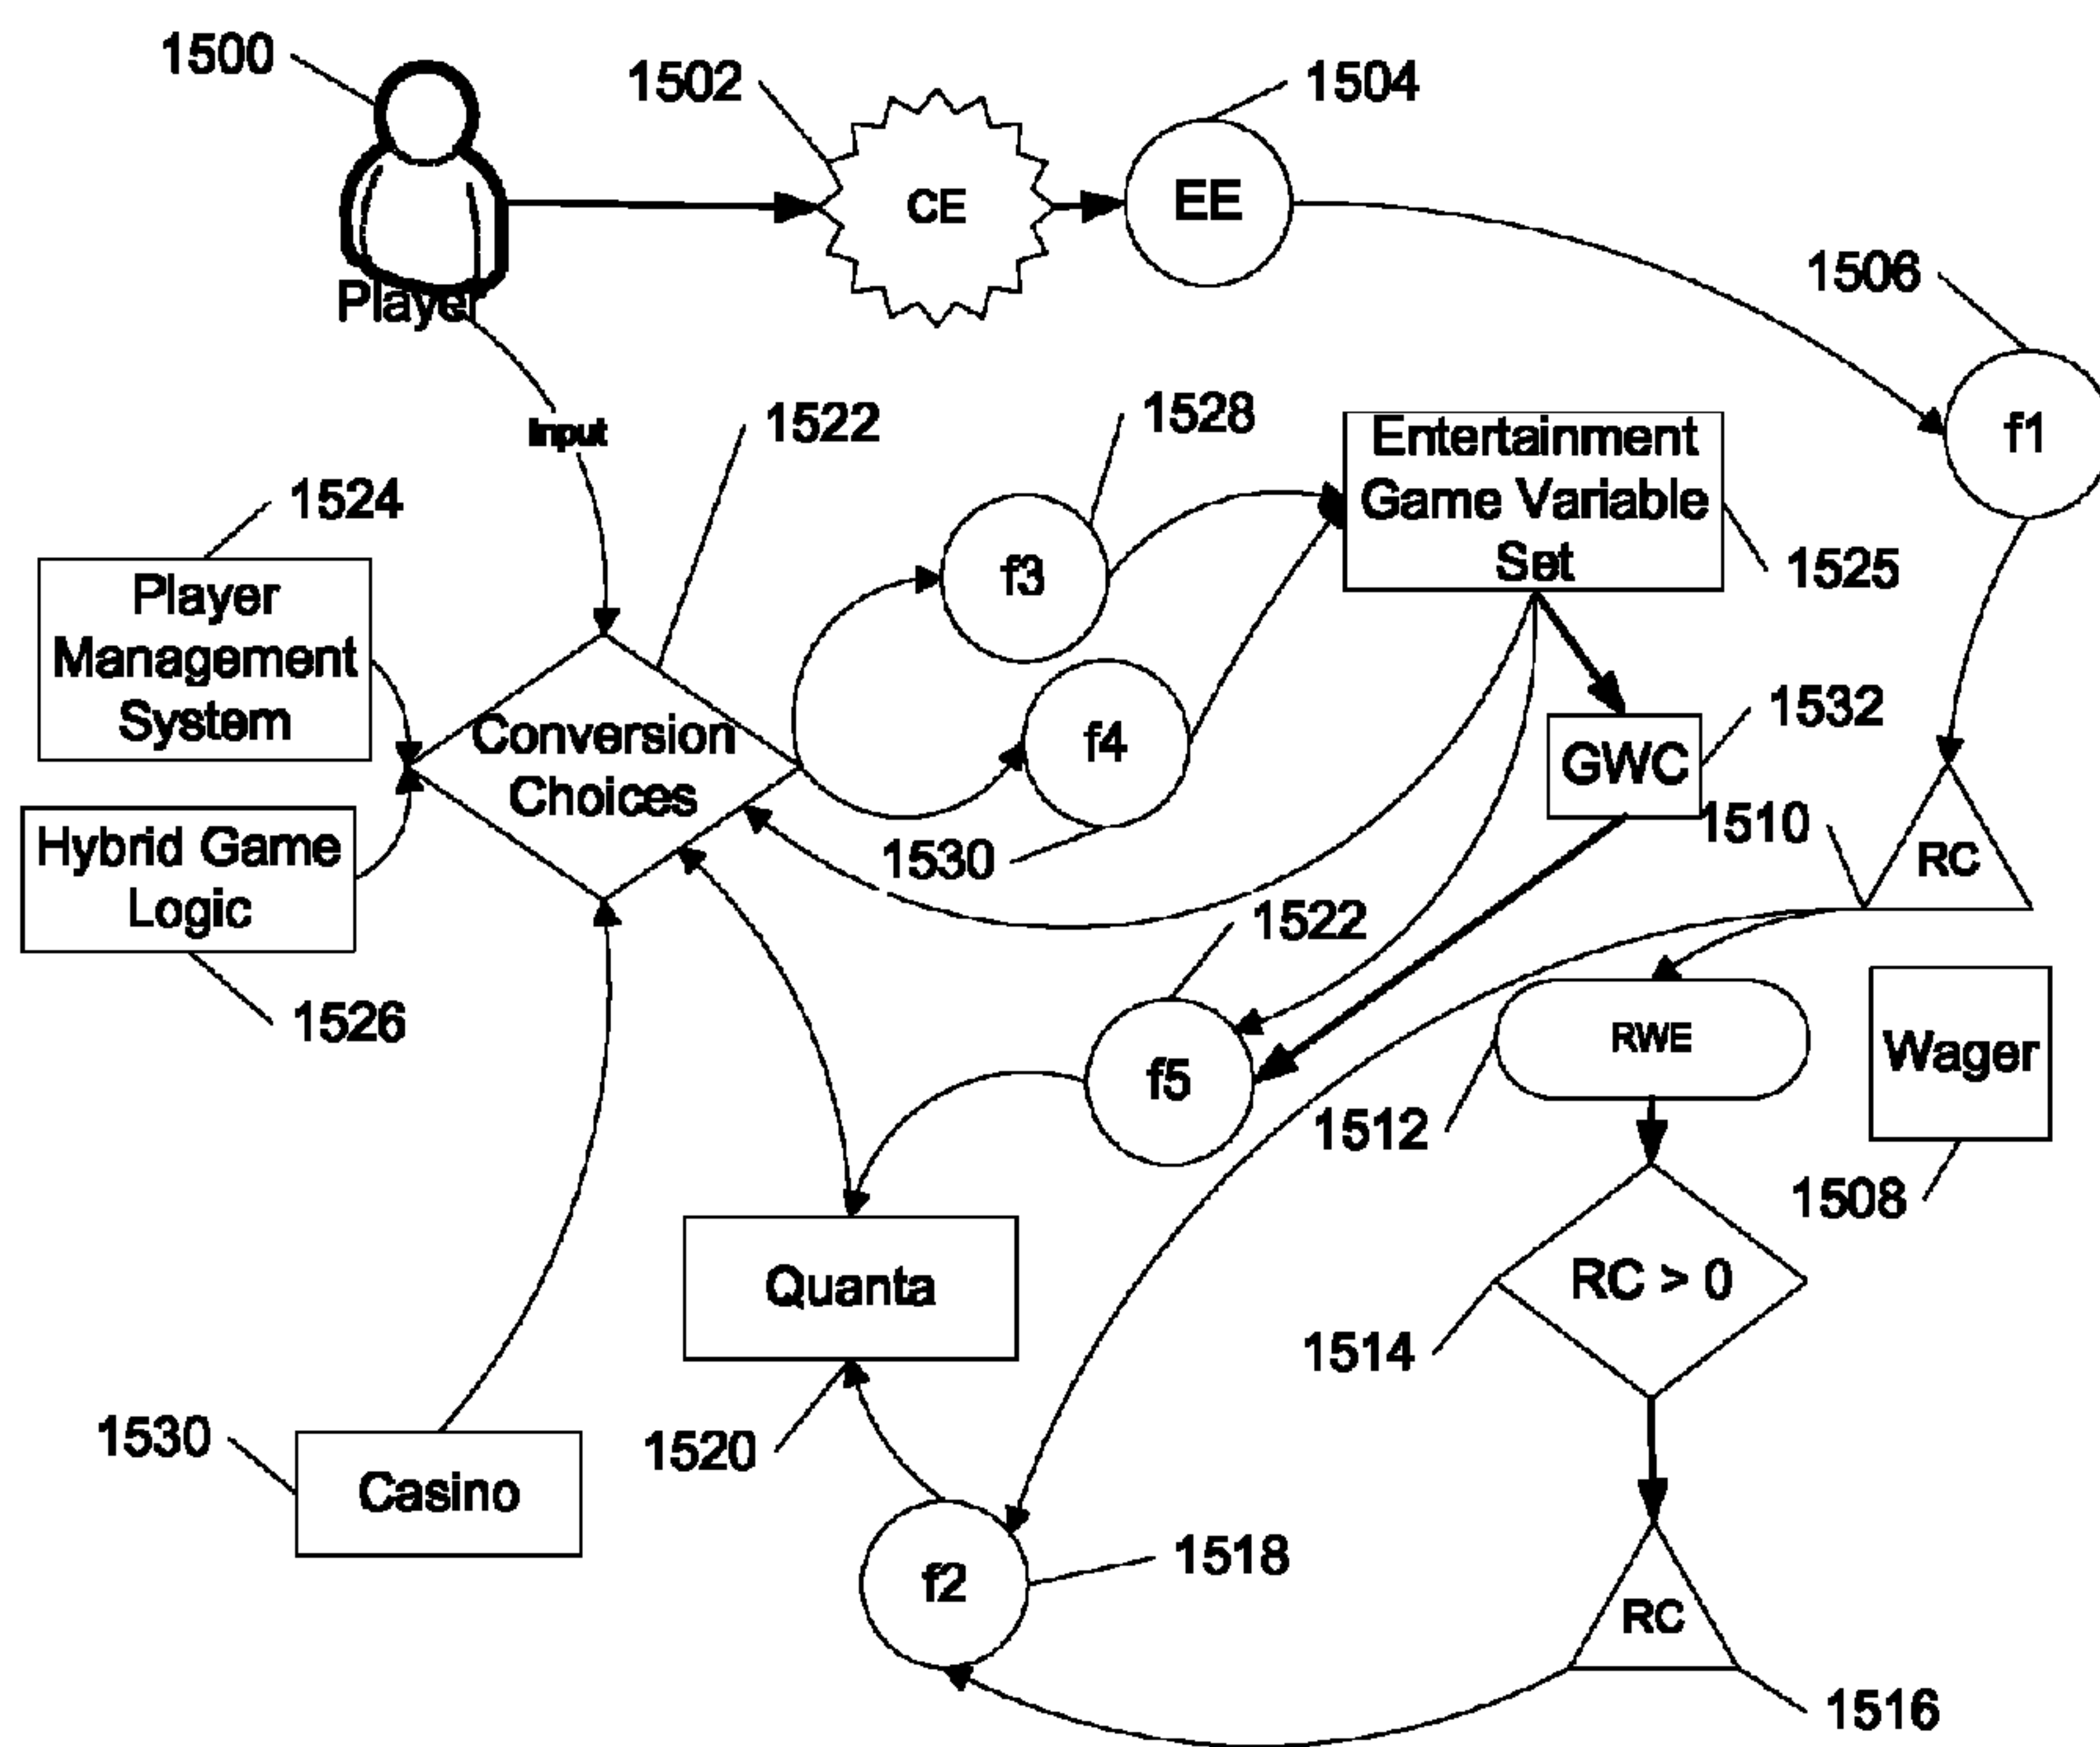 1500
1502
1504
CE
EE
Player
1506
f1
Input
1522
1528
Entertainment
Game Variable
Set
1525
1524
Player
Management
System
f3
f4
1532
GWC
Conversion
Choices
1530
1510
RC
Hybrid Game
Logic
1526
1522
f5
RWE
Wager
1512
1508
Quanta
RC > 0
1514
1530
Casino
1520
f2
1518
RC
1516